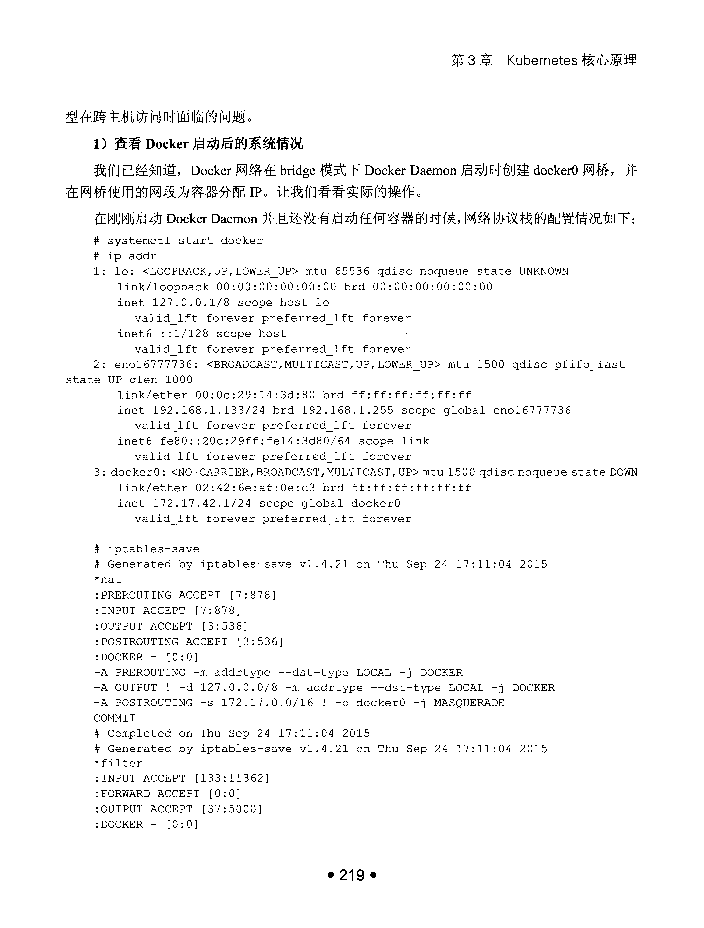 第 3 章 Kubernetes 核心原理
型在跨主机访问时面临的问题。
1）查看 Docker 启动后的系统情况
我们已经知道，Docker 网络在 bridge 模式下 Docker Daemon 启动时创建 docker0 网桥，并
在网桥使用的网段为容器分配 IP。让我们看看实际的操作。
在刚刚启动 Docker Daemon 并且还没有启动任何容器的时候，网络协议栈的配置情况如下：
# systemctl start docker
# ip addr
1: lo: <LOOPBACK,UP,LOWER_UP> mtu 65536 qdisc noqueue state UNKNOWN
link/loopback 00:00:00:00:00:00 brd 00:00:00:00:00:00
inet 127.0.0.1/8 scope host lo
valid_lft forever preferred_lft forever
inet6 ::1/128 scope host
valid_lft forever preferred_lft forever
2: eno16777736: <BROADCAST,MULTICAST,UP,LOWER_UP> mtu 1500 qdisc pfifo_fast
state UP qlen 1000
link/ether 00:0c:29:14:3d:80 brd ff:ff:ff:ff:ff:ff
inet 192.168.1.133/24 brd 192.168.1.255 scope global eno16777736
valid_lft forever preferred_lft forever
inet6 fe80::20c:29ff:fe14:3d80/64 scope link
valid_lft forever preferred_lft forever
3: docker0: <NO-CARRIER,BROADCAST,MULTICAST,UP> mtu 1500 qdisc noqueue state DOWN
link/ether 02:42:6e:af:0e:c3 brd ff:ff:ff:ff:ff:ff
inet 172.17.42.1/24 scope global docker0
valid_lft forever preferred_lft forever
# iptables-save
# Generated by iptables-save v1.4.21 on Thu Sep 24 17:11:04 2015
*nat
:PREROUTING ACCEPT [7:878]
:INPUT ACCEPT [7:878]
:OUTPUT ACCEPT [3:536]
:POSTROUTING ACCEPT [3:536]
:DOCKER - [0:0]
-A PREROUTING -m addrtype --dst-type LOCAL -j DOCKER
-A OUTPUT ! -d 127.0.0.0/8 -m addrtype --dst-type LOCAL -j DOCKER
-A POSTROUTING -s 172.17.0.0/16 ! -o docker0 -j MASQUERADE
COMMIT
# Completed on Thu Sep 24 17:11:04 2015
# Generated by iptables-save v1.4.21 on Thu Sep 24 17:11:04 2015
*filter
:INPUT ACCEPT [133:11362]
:FORWARD ACCEPT [0:0]
:OUTPUT ACCEPT [37:5000]
:DOCKER - [0:0]
• 219 •